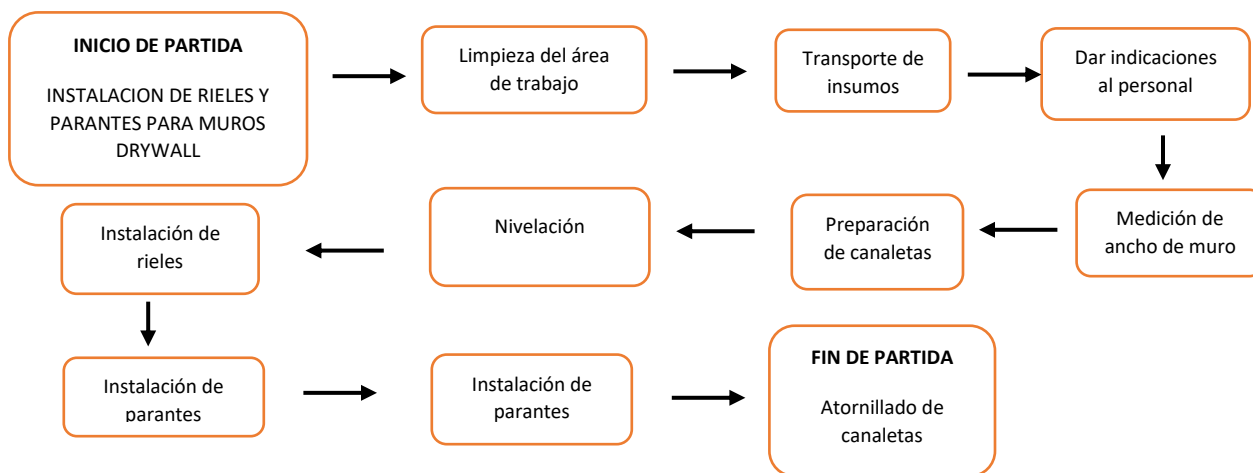 INICIO DE PARTIDA
INSTALACION DE RIELES Y
PARANTES PARA MUROS
DRYWALL
Limpieza del área
de trabajo
Transporte de
insumos
Dar indicaciones
al personal
Medición de
ancho de muro
Preparación
de canaletas
Nivelación
Instalación de
rieles
Instalación de
parantes
Instalación de
parantes
FIN DE PARTIDA
Atornillado de
canaletas